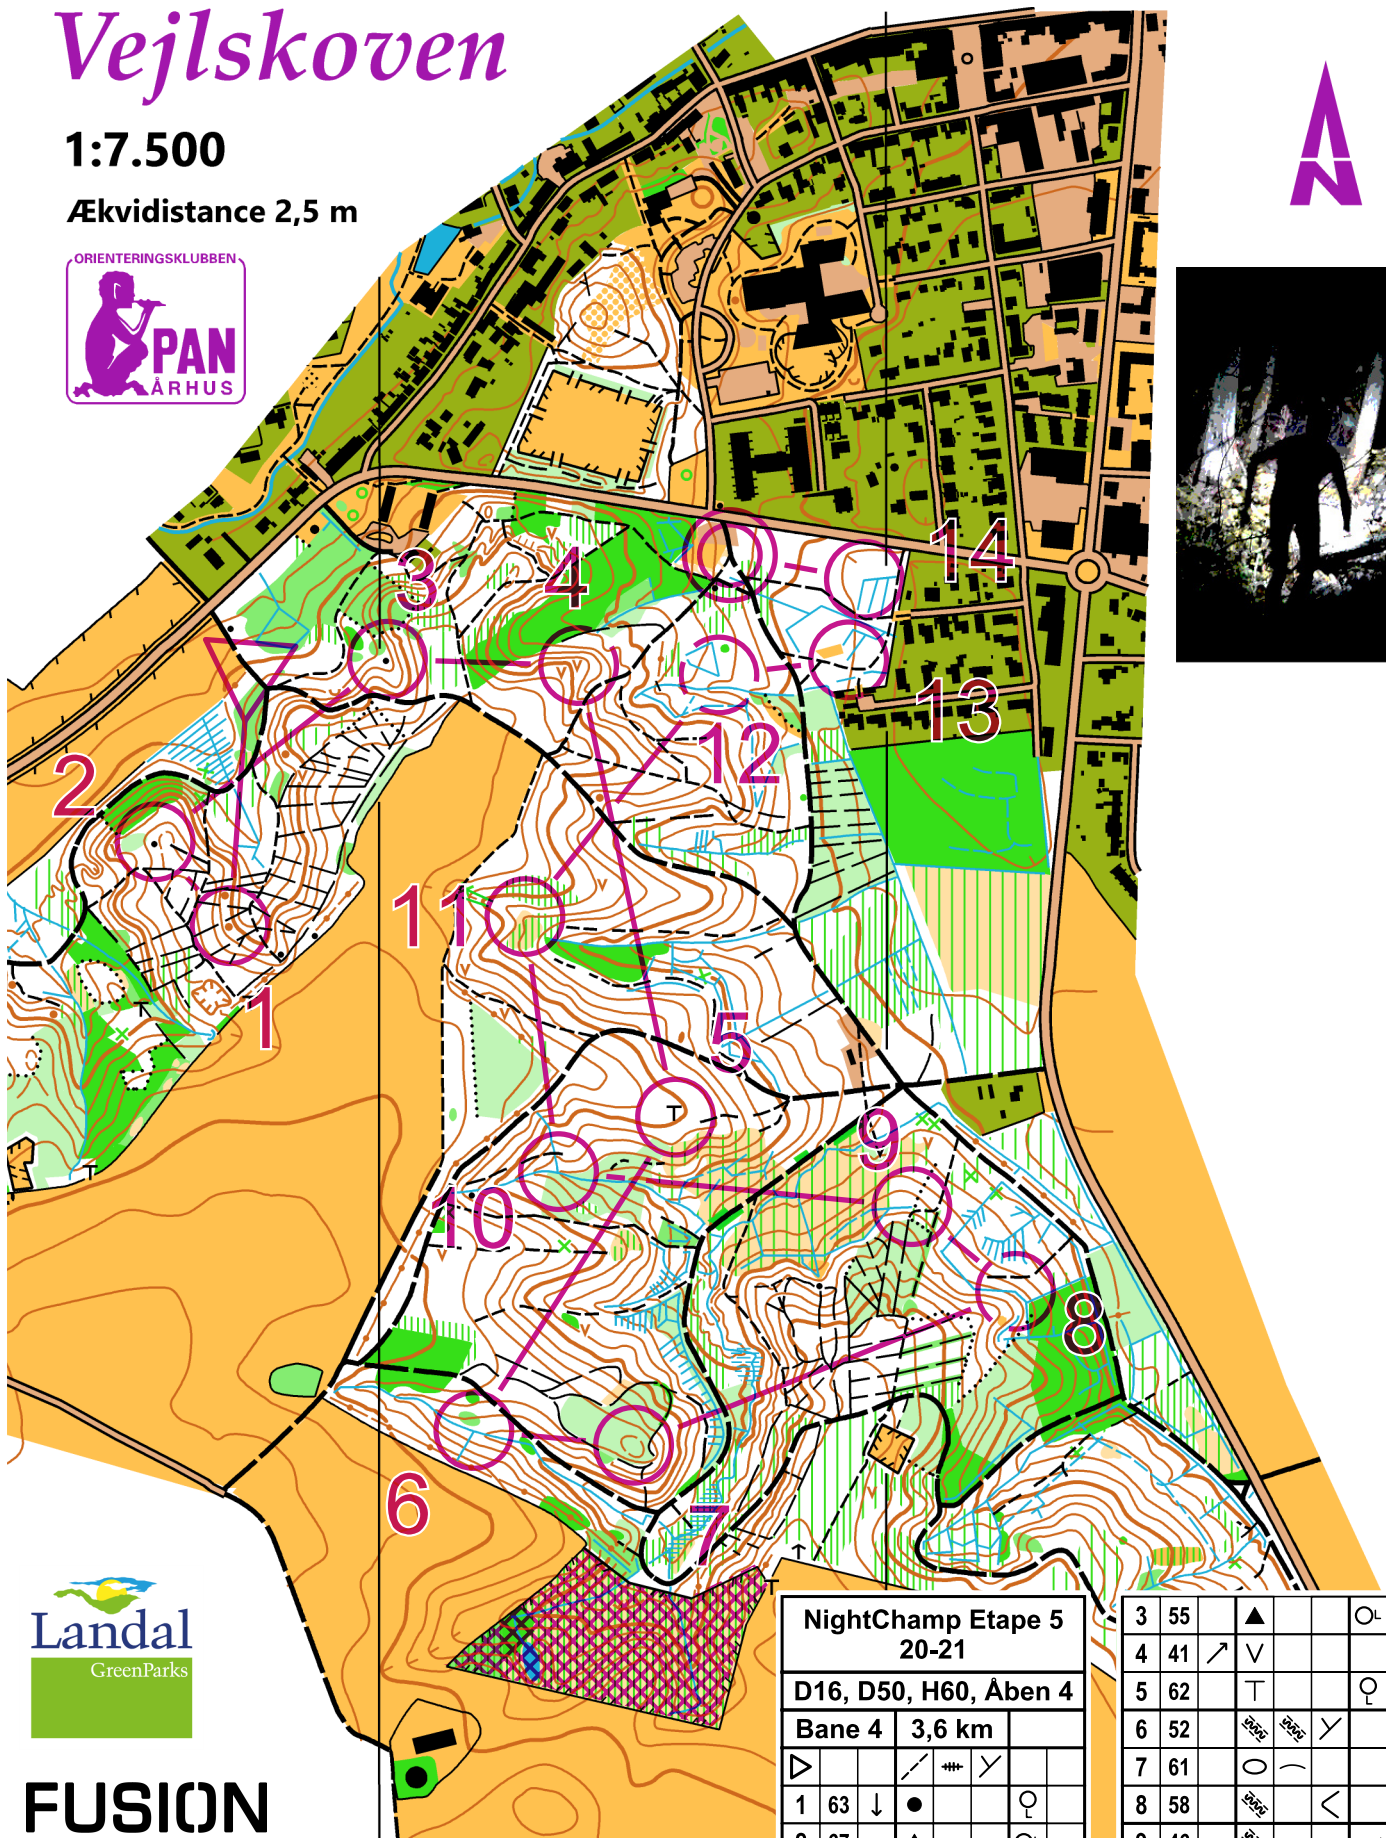 Vejlskoven
1:7.500
Ækvidistance 2,5 m
ORIENTERINGSKLUBBEN
PAN
ÅRHUS
N
3
4
14
2
12
13
11
1
5
9
10
8
6
7
Landal
GreenParks
FUSION
NightChamp Etape 5
20-21
D16, D50, H60, Åben 4
Bane 4 3,6 km
1 63
3 55
4 41
5 62
6 52
7 61
8 58